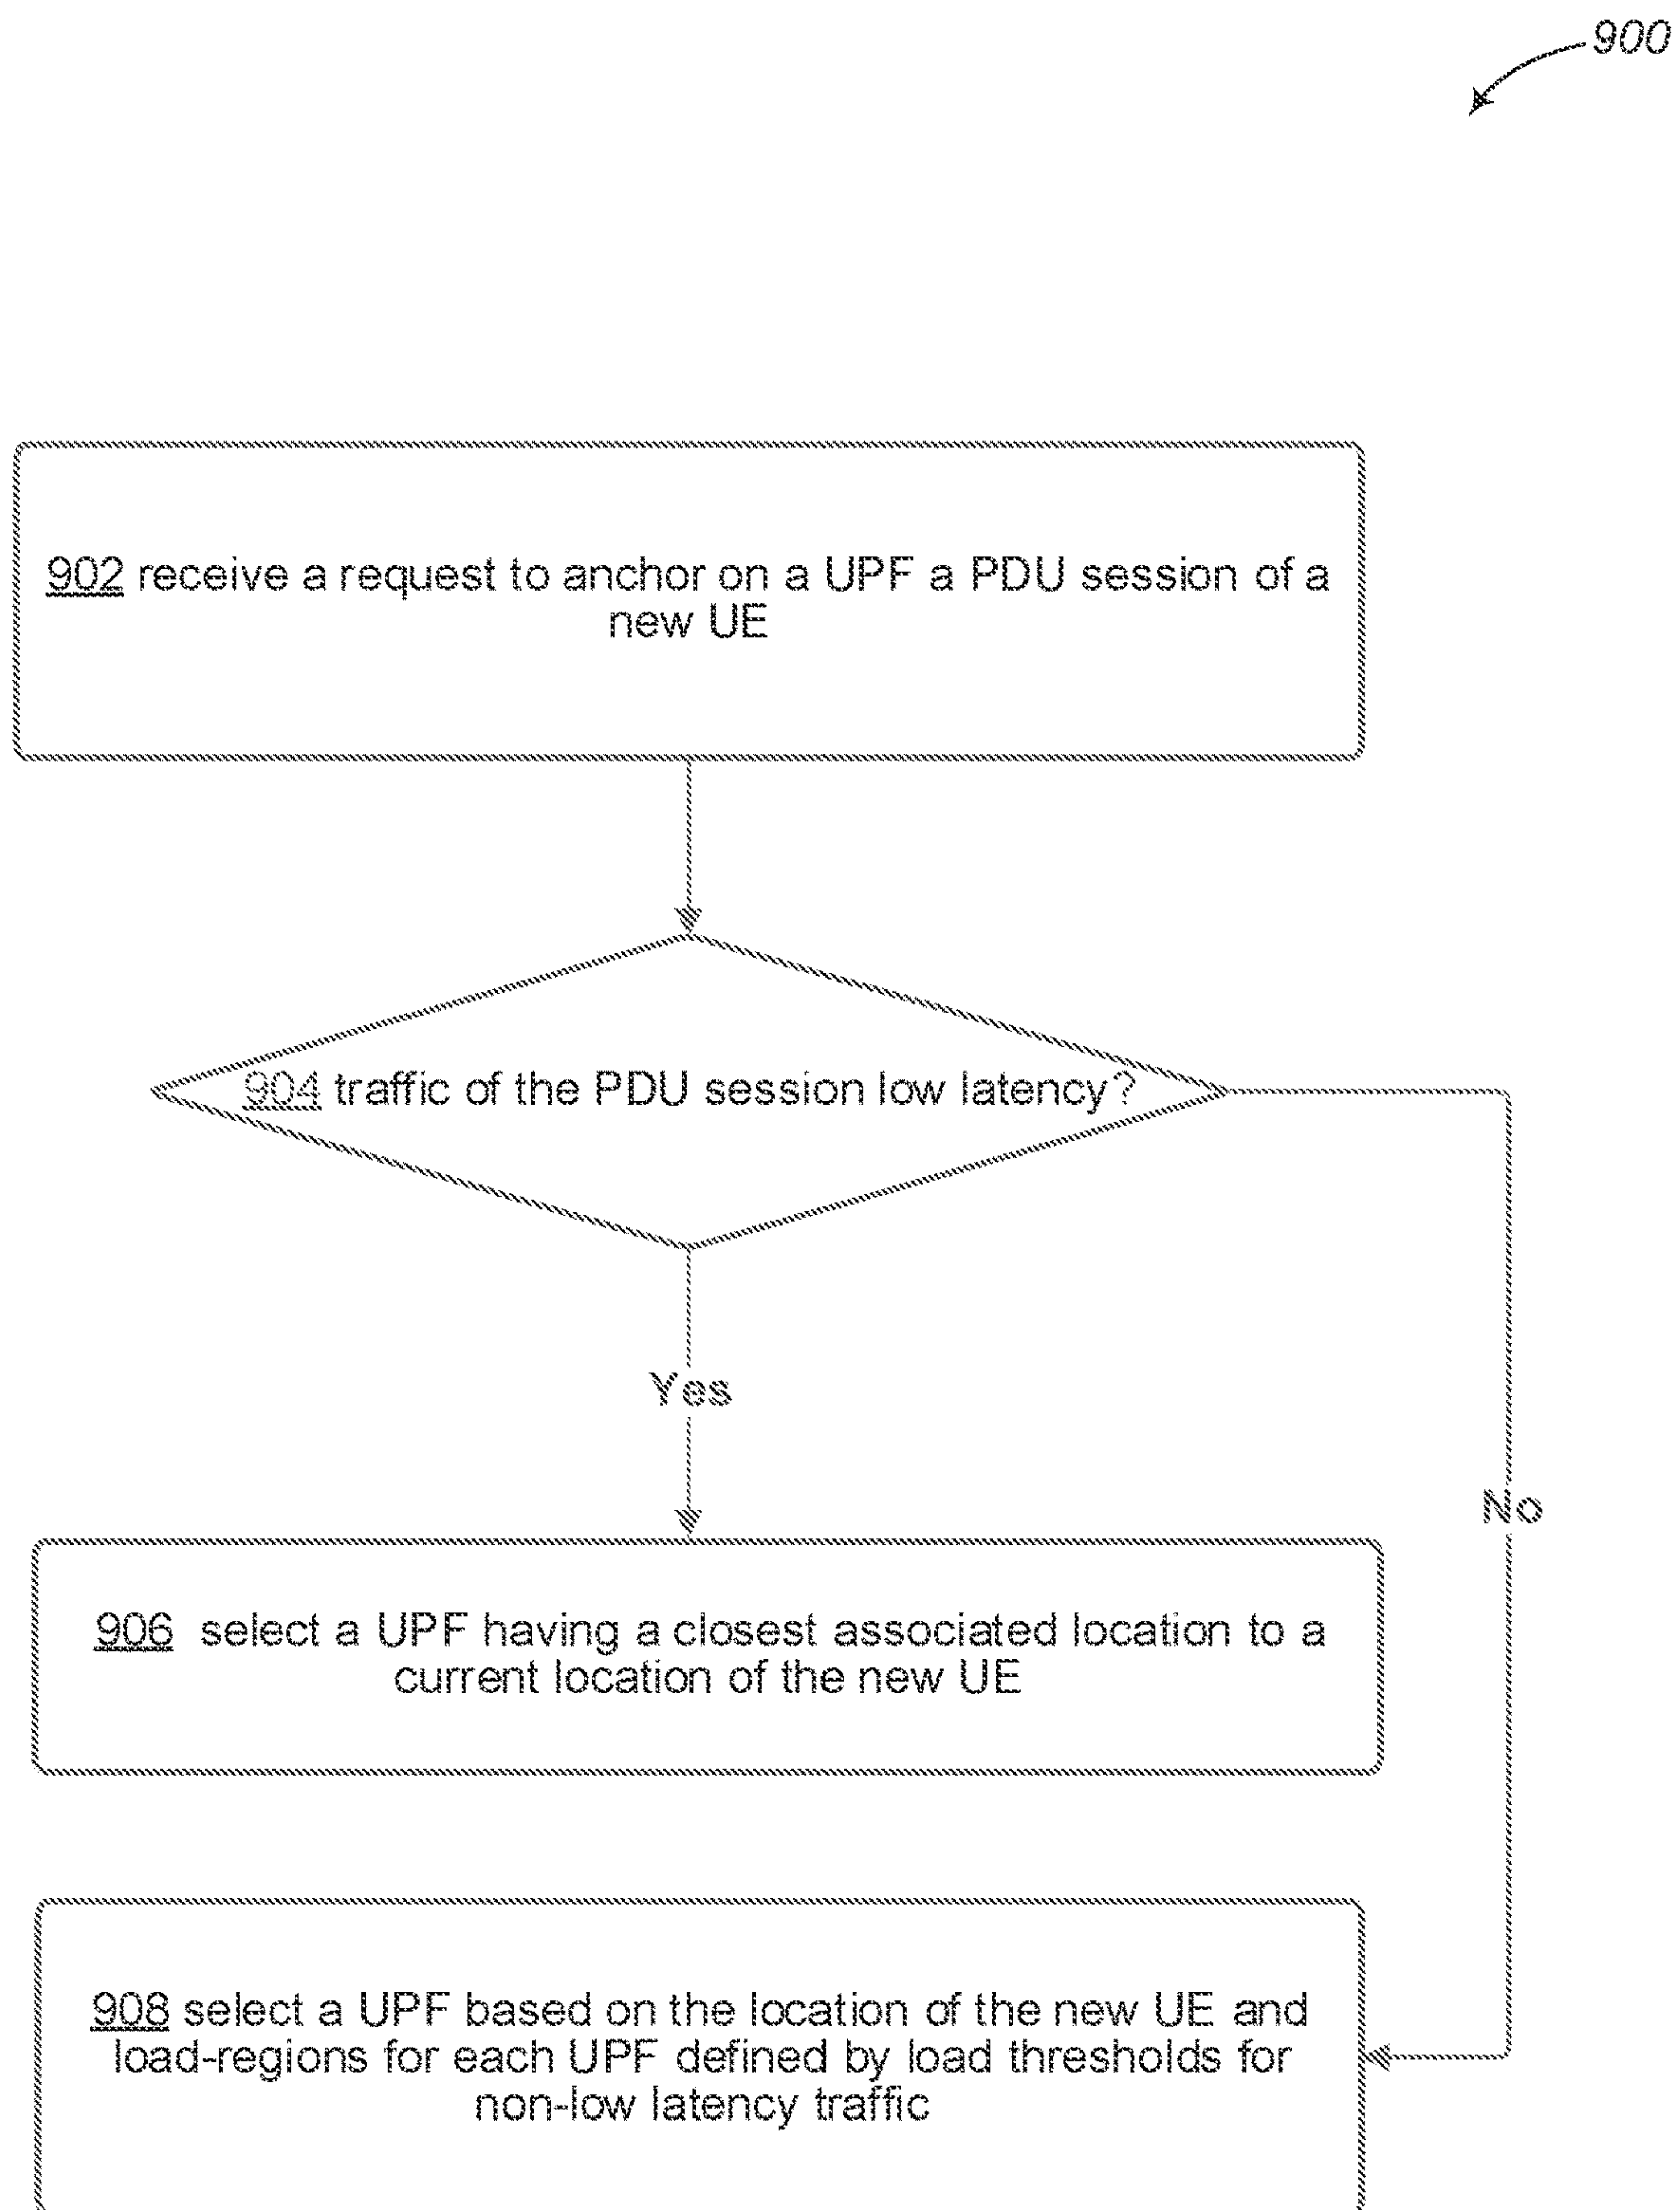 900
902 receive a request to anchor on a UPF a PDU session of a
new UE
904 traffic of the PDU session low latency?
Yes
No
906 select a UPF having a closest associated location to a
current location of the new UE
908 select a UPF based on the location of the new UE and
load-regions for each UPF defined by load thresholds for
non-low latency traffic